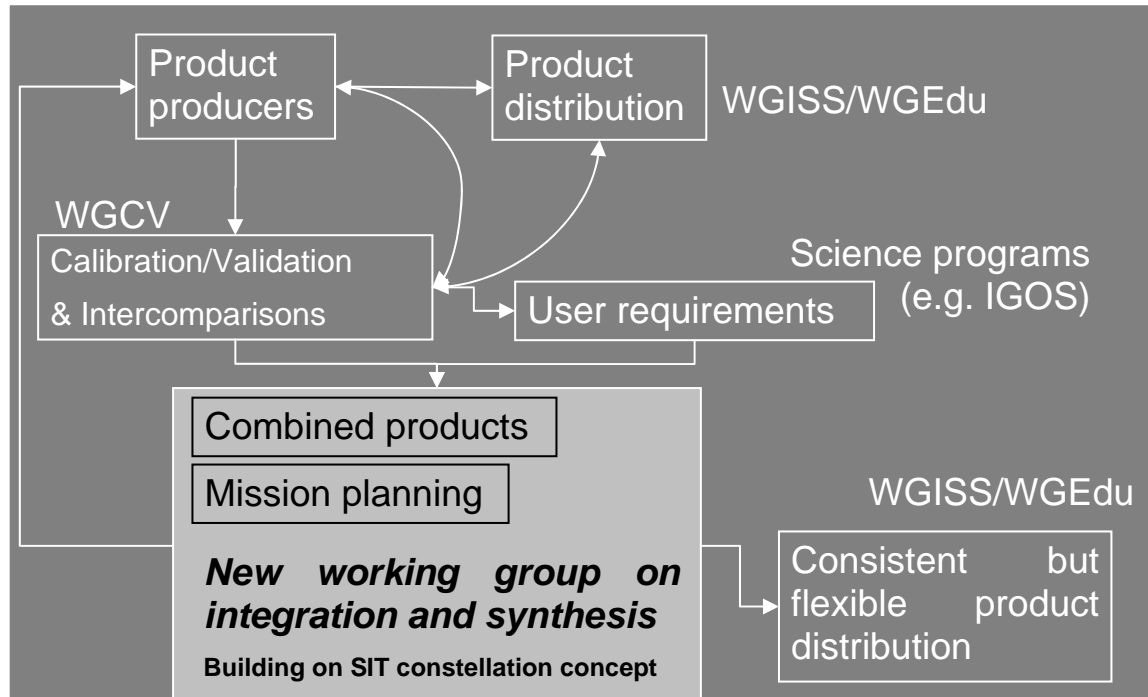 Product
producers
Product
distribution
WGISS/WGEdu
WGCV
Calibration/Validation
& Intercomparisons
Science programs
(e.g. IGOS)
User requirements
Combined products
Mission planning
New working group on
integration and synthesis
Building on SIT constellation concept
WGISS/WGEdu
Consistent but
flexible product
distribution